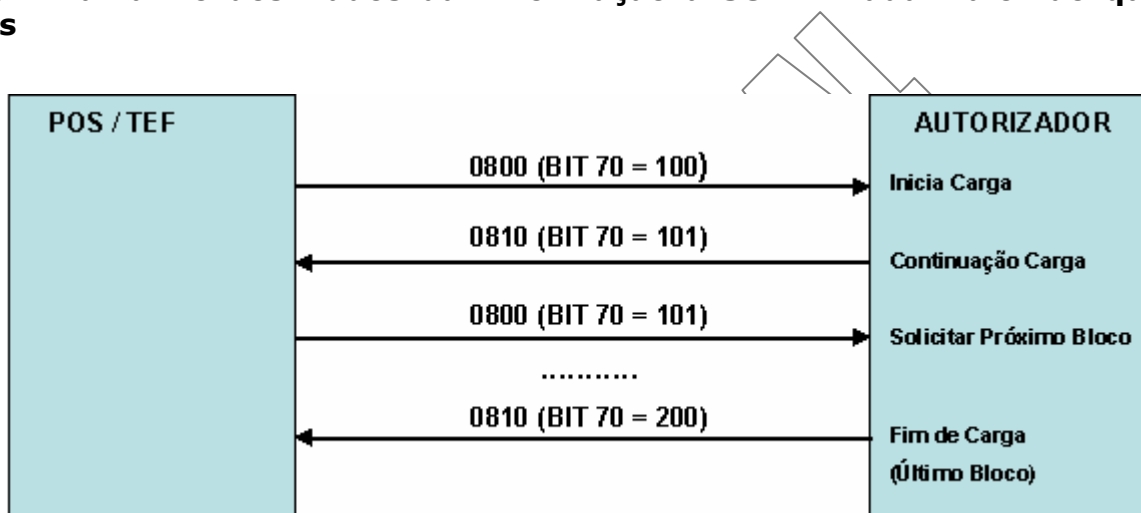 s
POS / TEF
AUTORIZADOR
0800 (BIT 70 = 100)
Inicia Carga
0810 (BIT 70 = 101)
Continuação Carga
0800 (BIT 70 = 101)
Solicitar Próximo Bloco
...........
0810 (BIT 70 = 200)
Fim de Carga
(Último Bloco)